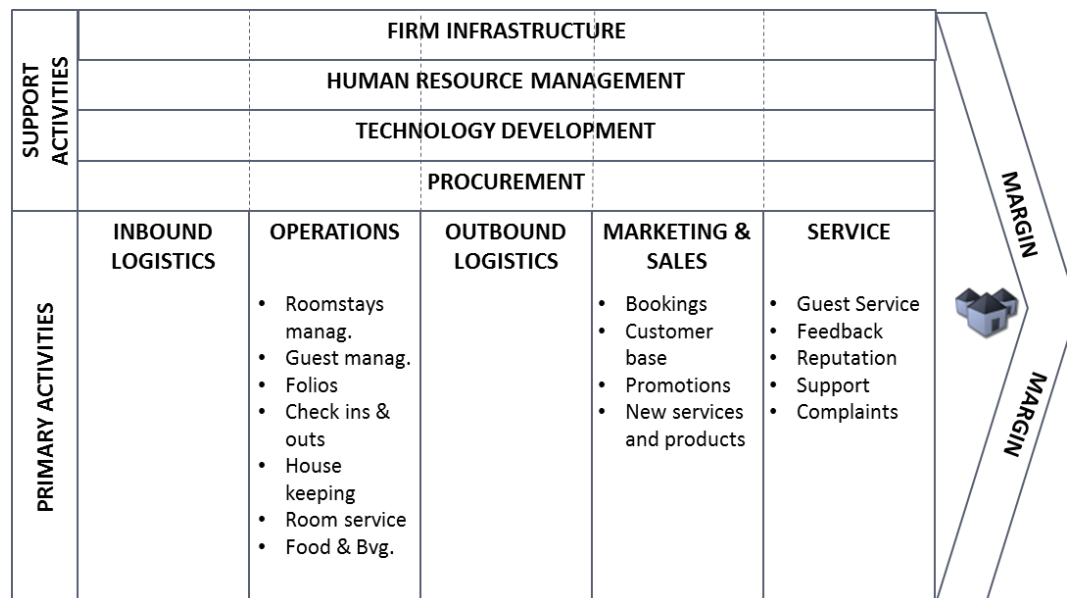 SUPPORT
ACTIVITIES
FIRM INFRASTRUCTURE
HUMAN RESOURCE MANAGEMENT
TECHNOLOGY DEVELOPMENT
PROCUREMENT
PRIMARY ACTIVITIES
INBOUND
LOGISTICS
OPERATIONS
• Roomstays
manag.
• Guest manag.
• Folios
• Check ins &
outs
• House
keeping
• Room service
• Food & Bvg.
OUTBOUND
LOGISTICS
MARKETING &
SALES
• Bookings
• Customer
base
• Promotions
• New services
and products
SERVICE
• Guest Service
• Feedback
• Reputation
• Support
• Complaints
MARGIN
MARGIN